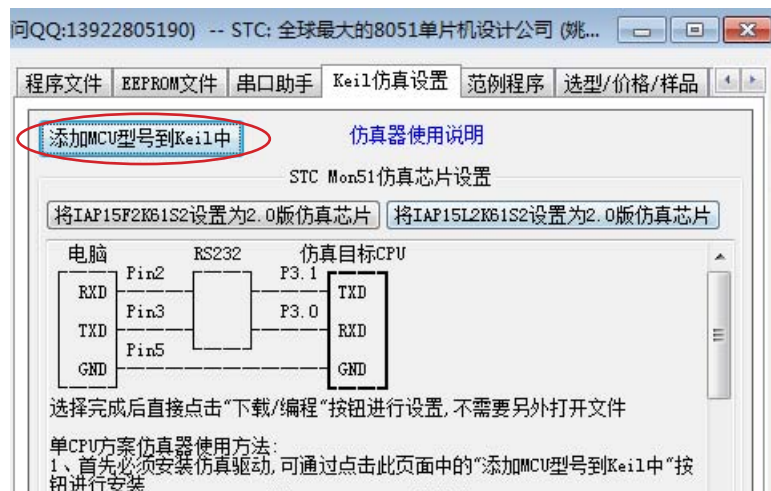 问QQ:13922805190) -- STC: 全球最大的8051单片机设计公司 (姚...
程序文件 EEPROM文件 串口助手 Keil仿真设置 范例程序 选型/价格/样品
添加MCU型号到Keil中 仿真器使用说明
STC Mon51仿真芯片设置
将IAP15F2K61S2设置为2.0版仿真芯片 将IAP15L2K61S2设置为2.0版仿真芯片
电脑 RS232 仿真目标CPU
Pin2 P3.1
RXD TXD
Pin3 P3.0
TXD RXD
Pin5
GND GND
选择完成后直接点击"下载/编程"按钮进行设置,不需要另外打开文件
单CPU方案仿真器使用方法:
1、首先必须安装仿真驱动,可通过点击此页面中的"添加MCU型号到Keil中"按
钮进行安装